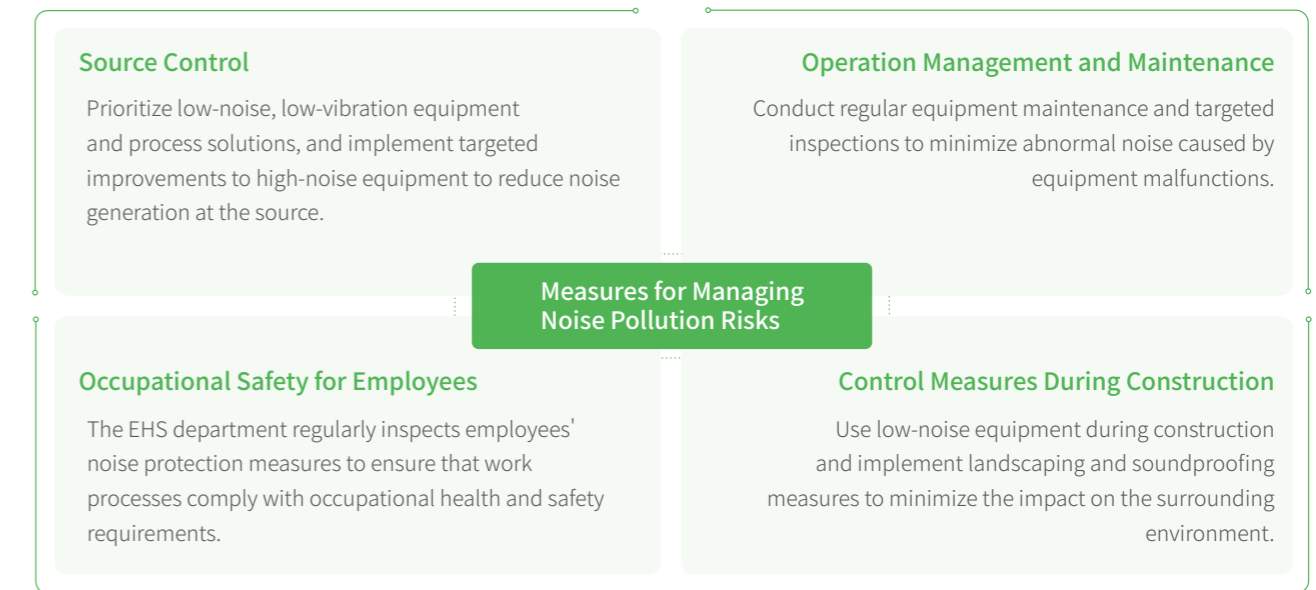 Source Control
Prioritize low-noise, low-vibration equipment
and process solutions, and implement targeted
improvements to high-noise equipment to reduce noise
generation at the source.
Operation Management and Maintenance
Conduct regular equipment maintenance and targeted
inspections to minimize abnormal noise caused by
equipment malfunctions.
Measures for Managing
Noise Pollution Risks
Occupational Safety for Employees
The EHS department regularly inspects employees'
noise protection measures to ensure that work
processes comply with occupational health and safety
requirements.
Control Measures During Construction
Use low-noise equipment during construction
and implement landscaping and soundproofing
measures to minimize the impact on the surrounding
environment.